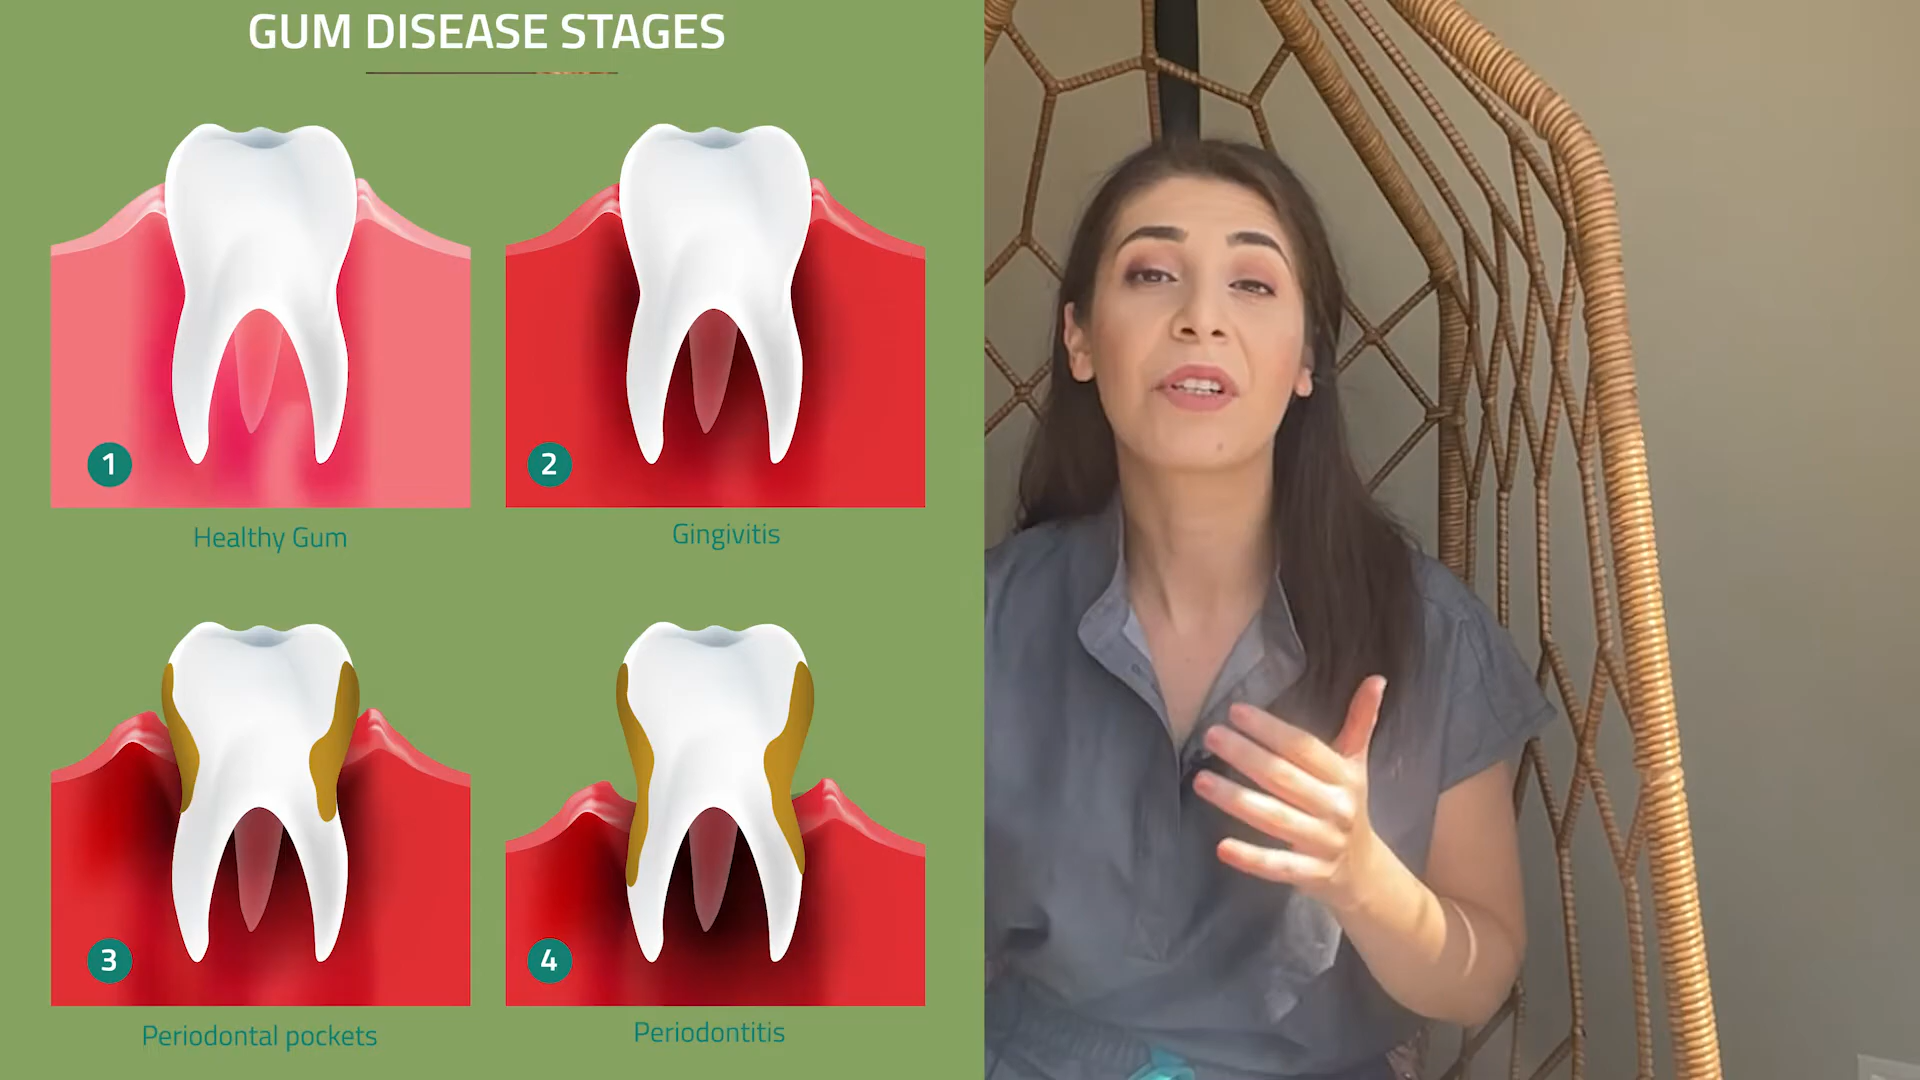 GUM DISEASE STAGES
1
2
Healthy Gum
Gingivitis
3
4
Periodontal pockets
Periodontitis